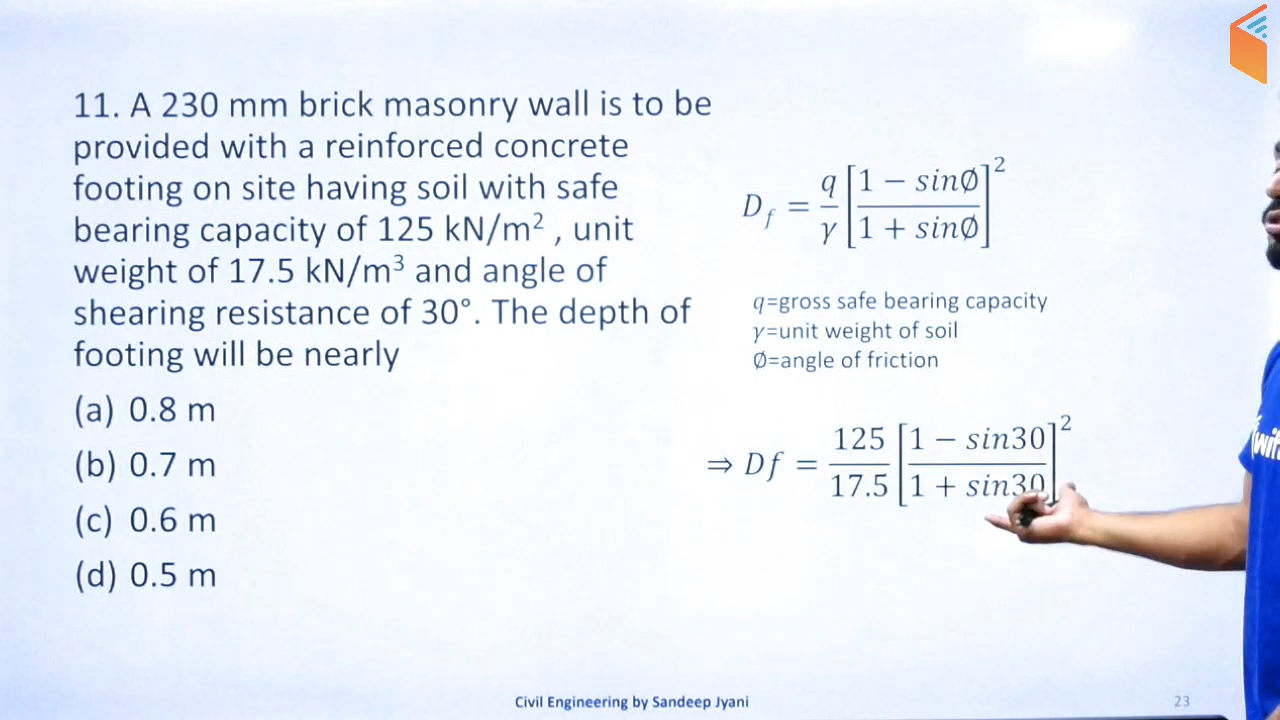 11. A 230 mm brick masonry wall is to be
provided with a reinforced concrete
footing on site having soil with safe
bearing capacity of 125 kN/m² , unit
weight of 17.5 kN/m³ and angle of
shearing resistance of 30°. The depth of
footing will be nearly
(a) 0.8 m
(b) 0.7 m
(c) 0.6 m
(d) 0.5 m
D_f = q/γ [(1 − sin∅)/(1 + sin∅)]²
q=gross safe bearing capacity
γ=unit weight of soil
∅=angle of friction
⇒ Df = 125/17.5 [(1 − sin30)/(1 + sin30)]²
Civil Engineering by Sandeep Jyani
23